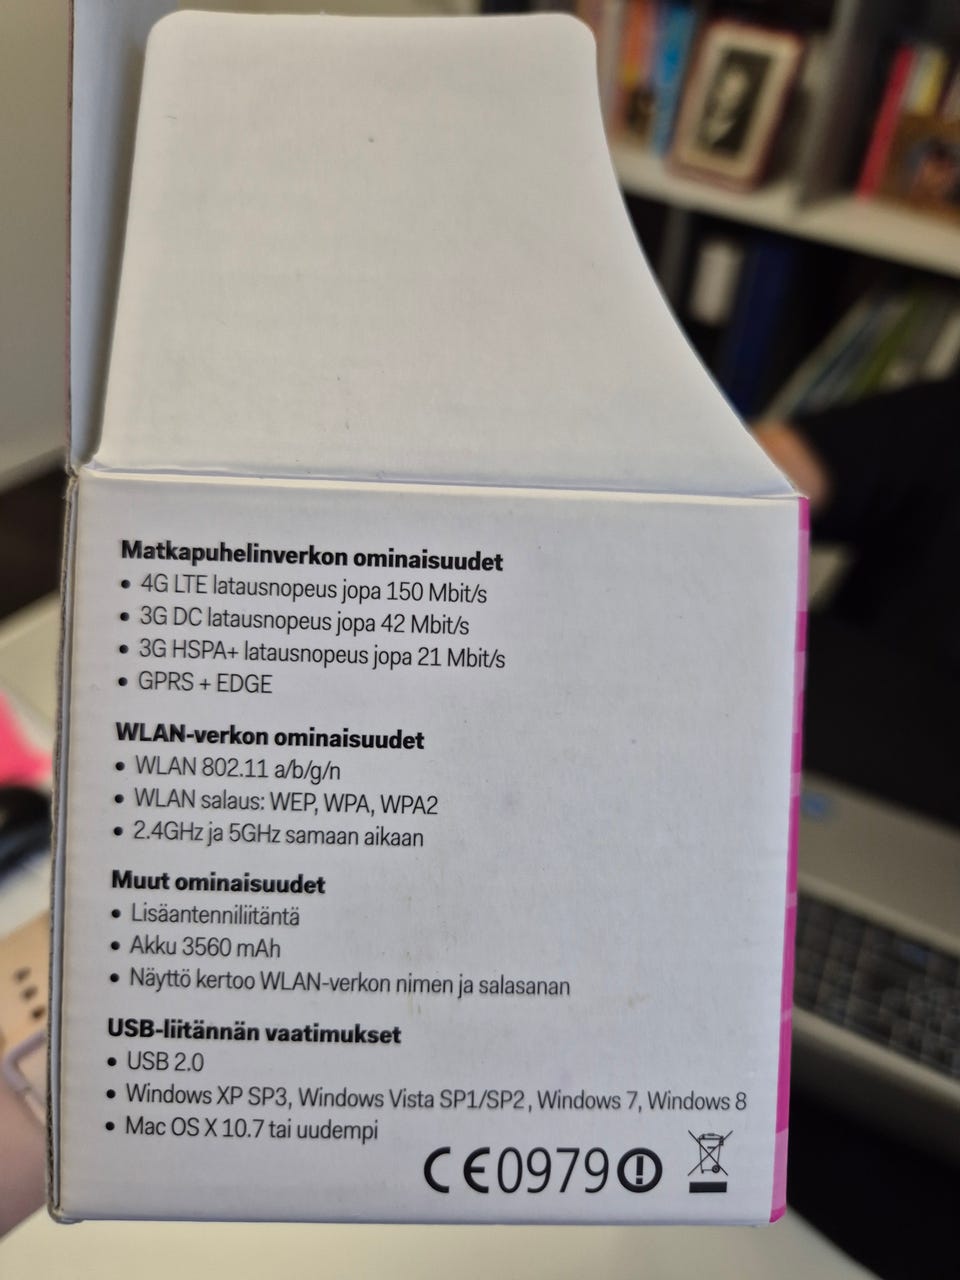 Matkapuhelinverkon ominaisuudet
• 4G LTE latausnopeus jopa 150 Mbit/s
• 3G DC latausnopeus jopa 42 Mbit/s
• 3G HSPA+ latausnopeus jopa 21 Mbit/s
• GPRS + EDGE
WLAN-verkon ominaisuudet
• WLAN 802.11 a/b/g/n
• WLAN salaus: WEP, WPA, WPA2
• 2.4GHz ja 5GHz samaan aikaan
Muut ominaisuudet
• Lisäantenniliitäntä
• Akku 3560 mAh
• Näyttö kertoo WLAN-verkon nimen ja salasanan
USB-liitännän vaatimukset
• USB 2.0
• Windows XP SP3, Windows Vista SP1/SP2, Windows 7, Windows 8
• Mac OS X 10.7 tai uudempi
CE0979